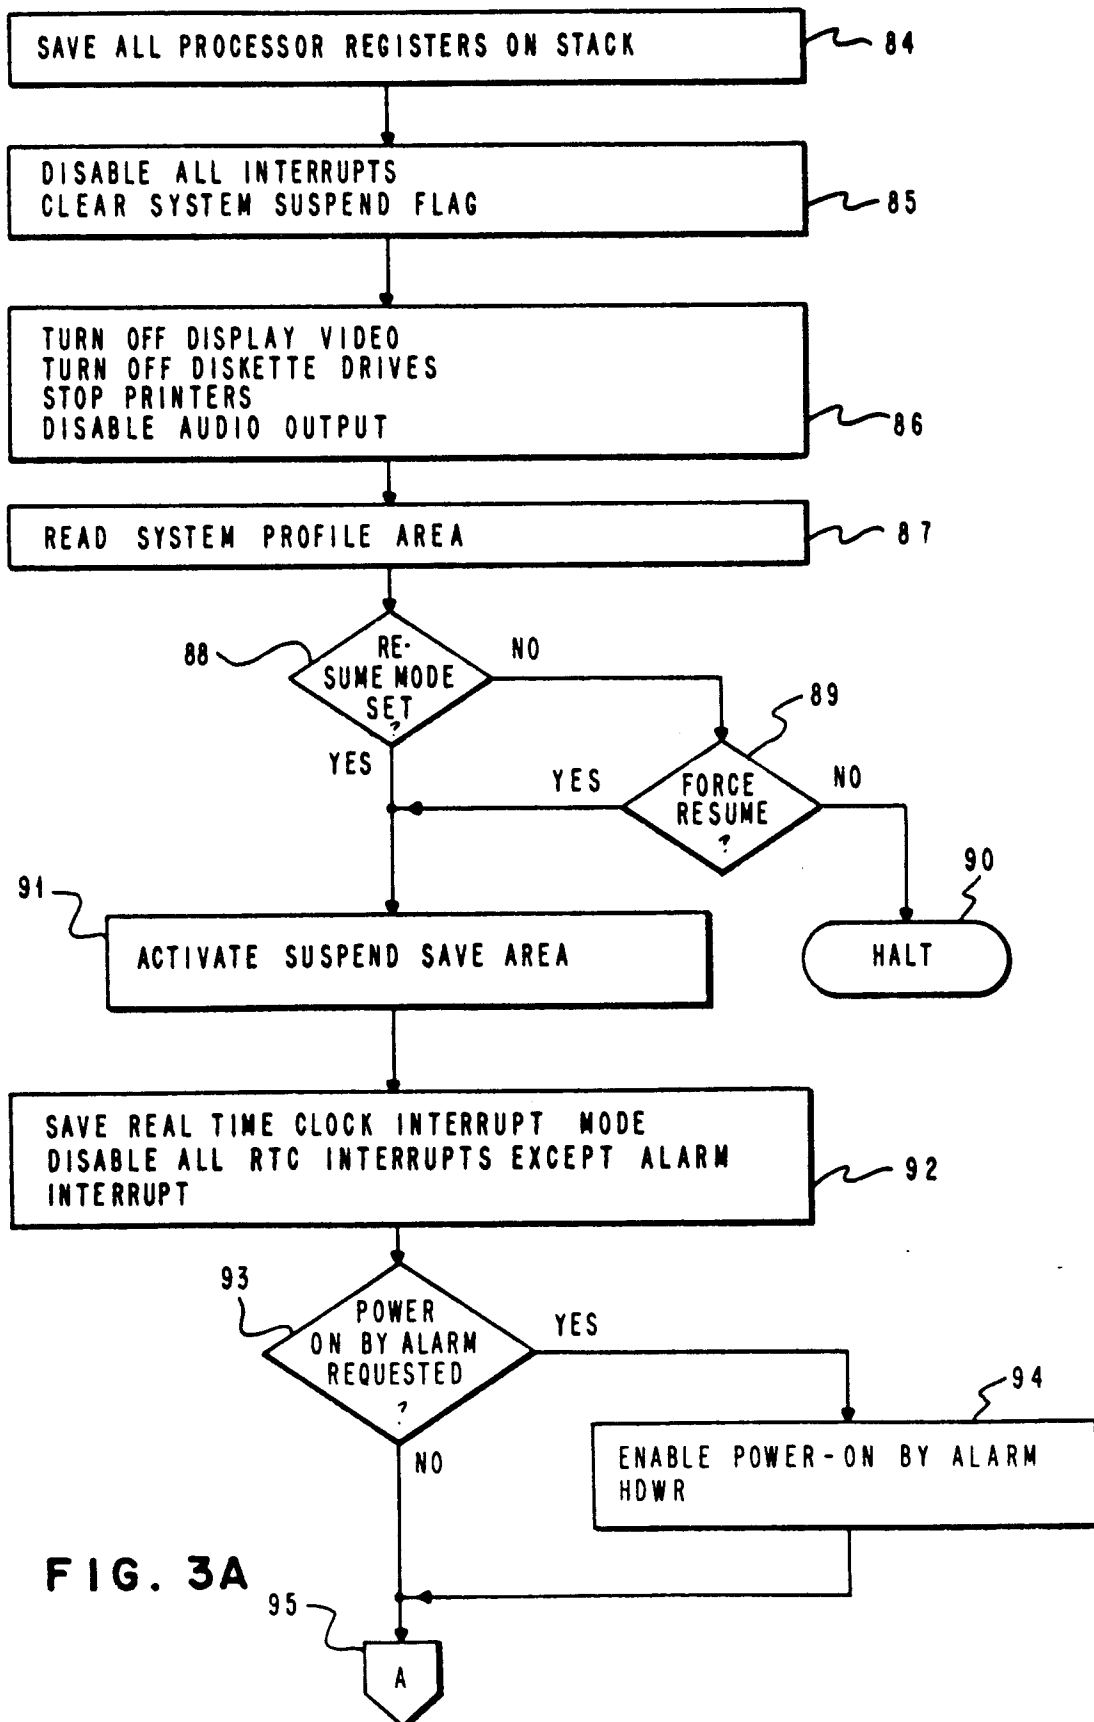 SAVE ALL PROCESSOR REGISTERS ON STACK
84
DISABLE ALL INTERRUPTS
CLEAR SYSTEM SUSPEND FLAG
85
TURN OFF DISPLAY VIDEO
TURN OFF DISKETTE DRIVES
STOP PRINTERS
DISABLE AUDIO OUTPUT
86
READ SYSTEM PROFILE AREA
87
88
RE-
SUME MODE
SET
?
NO
YES
89
FORCE
RESUME
?
YES
NO
90
HALT
91
ACTIVATE SUSPEND SAVE AREA
SAVE REAL TIME CLOCK INTERRUPT MODE
DISABLE ALL RTC INTERRUPTS EXCEPT ALARM
INTERRUPT
92
93
POWER
ON BY ALARM
REQUESTED
?
YES
NO
94
ENABLE POWER-ON BY ALARM
HDWR
FIG. 3A
95
A